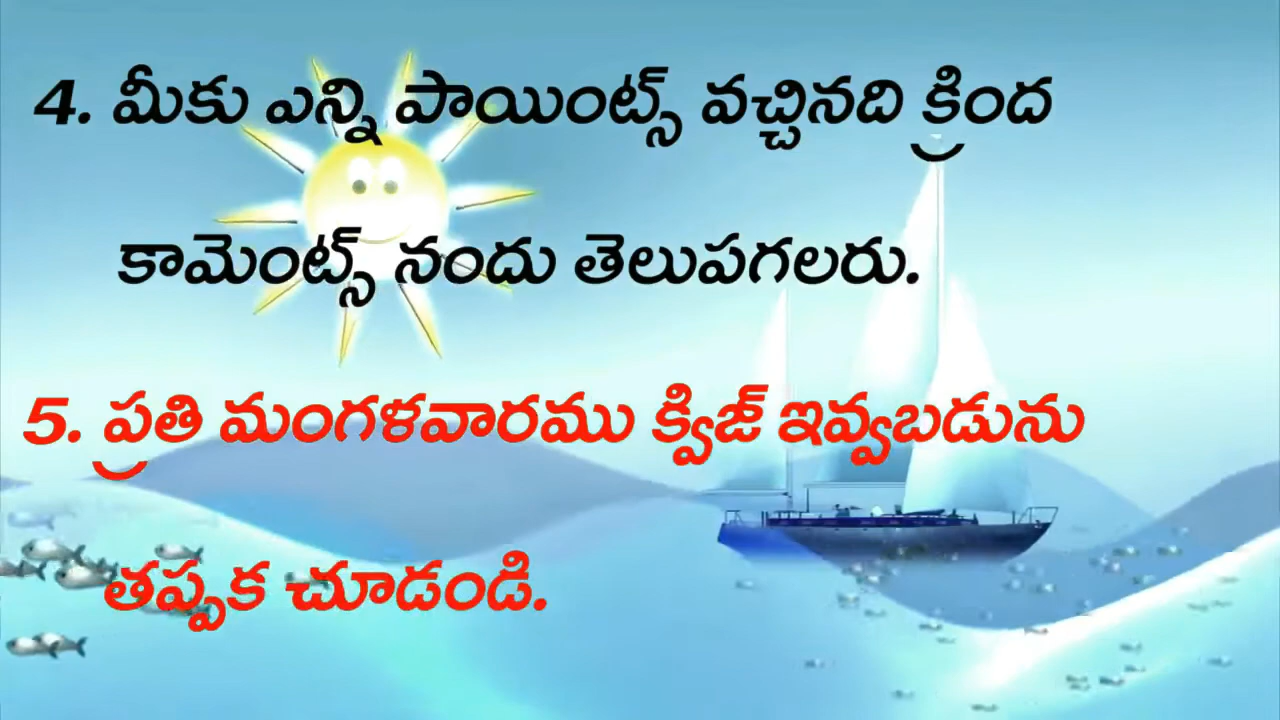 4. మీకు ఎన్ని పాయింట్స్ వచ్చినది క్రింద
కామెంట్స్ నందు తెలుపగలరు.
5. ప్రతి మంగళవారము క్విజ్ ఇవ్వబడును
తప్పక చూడండి.